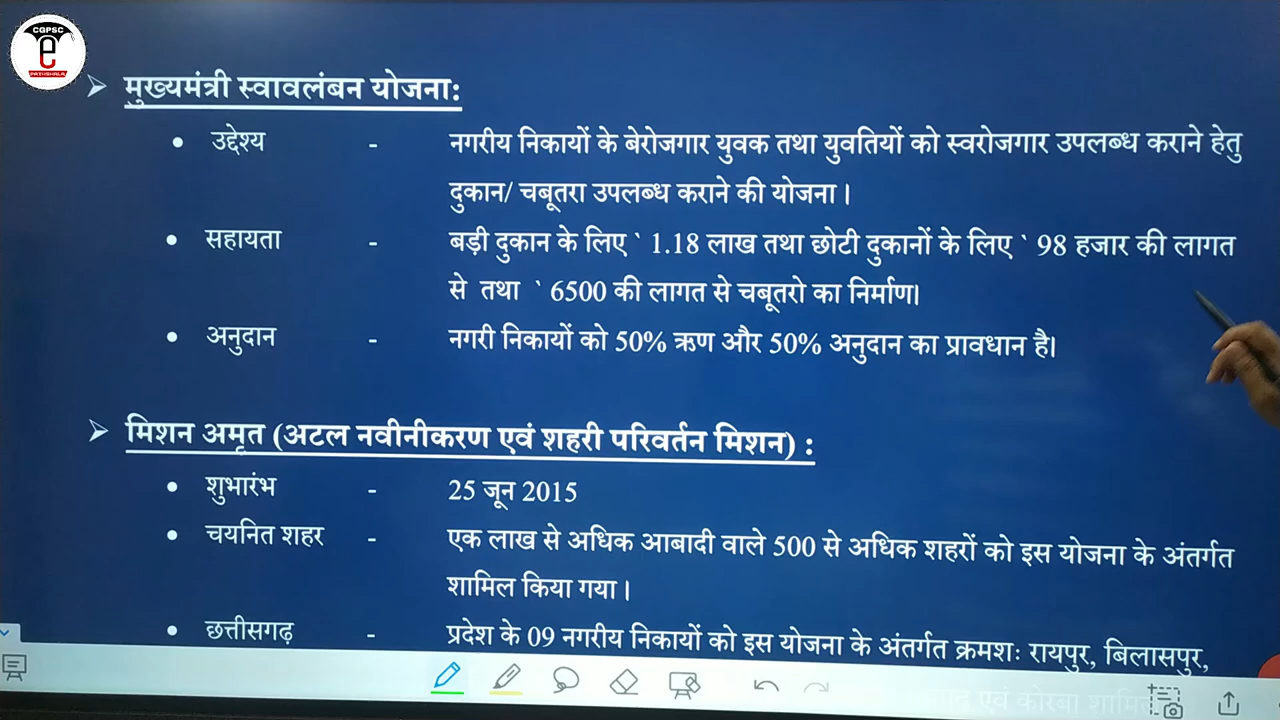 CGPSC
e
PATHSHALA
➤ मुख्यमंत्री स्वावलंबन योजना:
• उद्देश्य - नगरीय निकायों के बेरोजगार युवक तथा युवतियों को स्वरोजगार उपलब्ध कराने हेतु
दुकान/ चबूतरा उपलब्ध कराने की योजना ।
• सहायता - बड़ी दुकान के लिए ` 1.18 लाख तथा छोटी दुकानों के लिए ` 98 हजार की लागत
से तथा ` 6500 की लागत से चबूतरो का निर्माण।
• अनुदान - नगरी निकायों को 50% ऋण और 50% अनुदान का प्रावधान है।
➤ मिशन अमृत (अटल नवीनीकरण एवं शहरी परिवर्तन मिशन) :
• शुभारंभ - 25 जून 2015
• चयनित शहर - एक लाख से अधिक आबादी वाले 500 से अधिक शहरों को इस योजना के अंतर्गत
शामिल किया गया ।
• छत्तीसगढ़ - प्रदेश के 09 नगरीय निकायों को इस योजना के अंतर्गत क्रमशः रायपुर, बिलासपुर,
एवं कोरबा